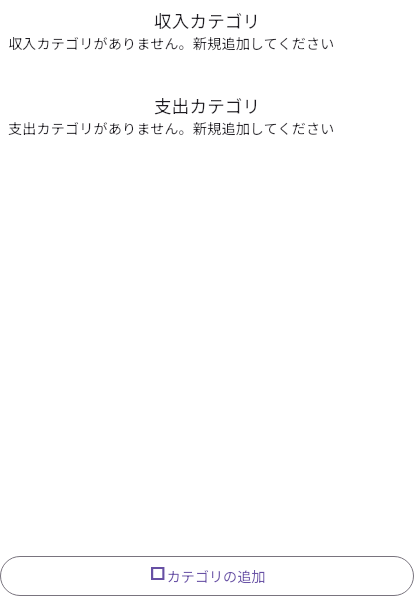 収入カテゴリ
収入カテゴリがありません。新規追加してください
支出カテゴリ
支出カテゴリがありません。新規追加してください
カテゴリの追加